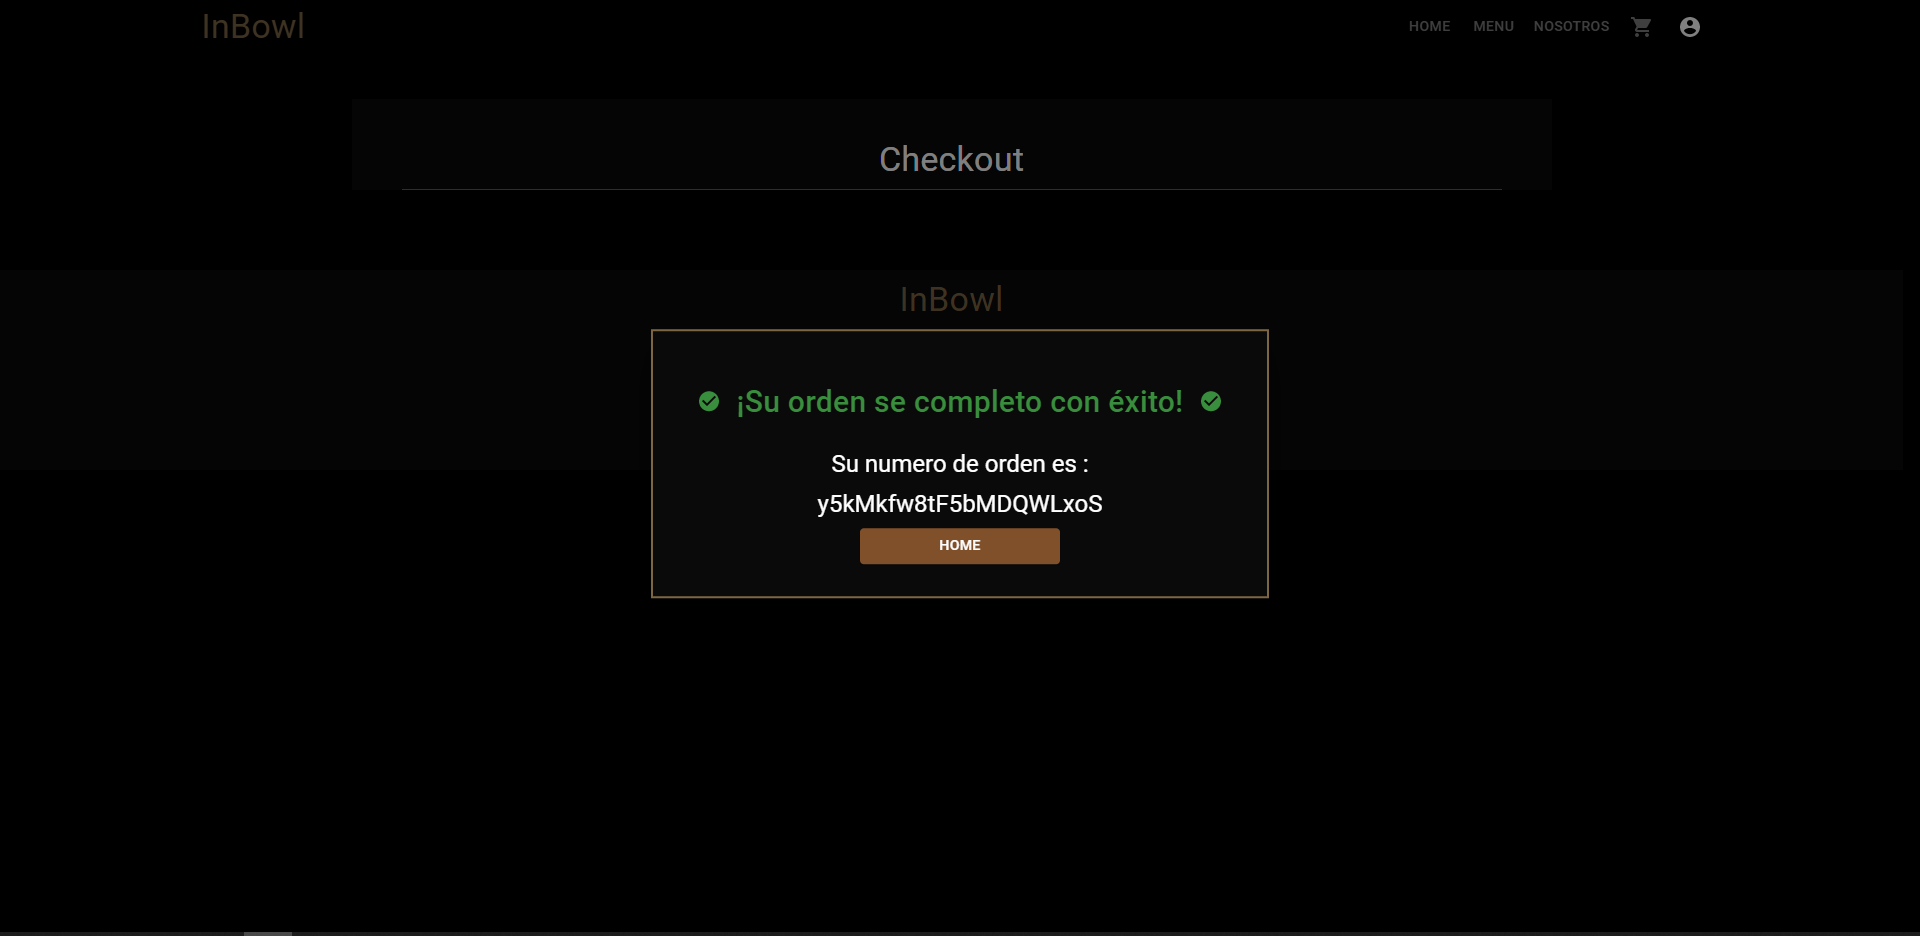 InBowl
HOME MENU NOSOTROS
Checkout
InBowl
¡Su orden se completo con éxito!
Su numero de orden es :
y5kMkfw8tF5bMDQWLxoS
HOME